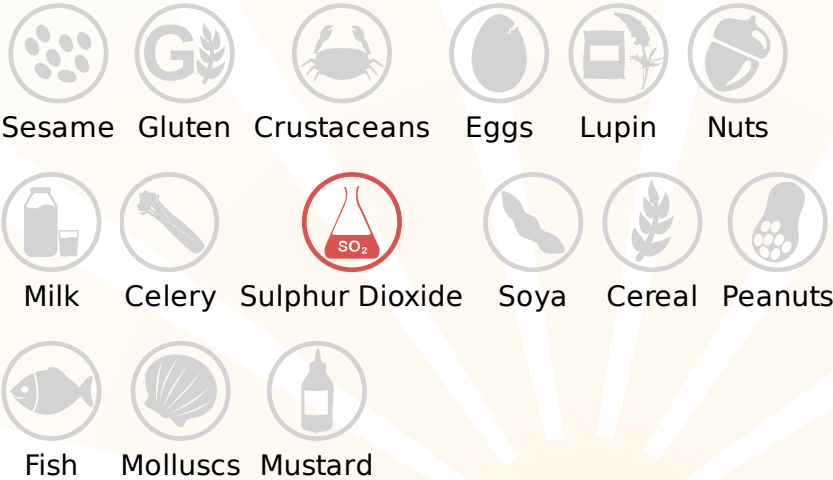 G
Sesame Gluten Crustaceans Eggs Lupin Nuts
SO₂
Milk Celery Sulphur Dioxide Soya Cereal Peanuts
Fish Molluscs Mustard